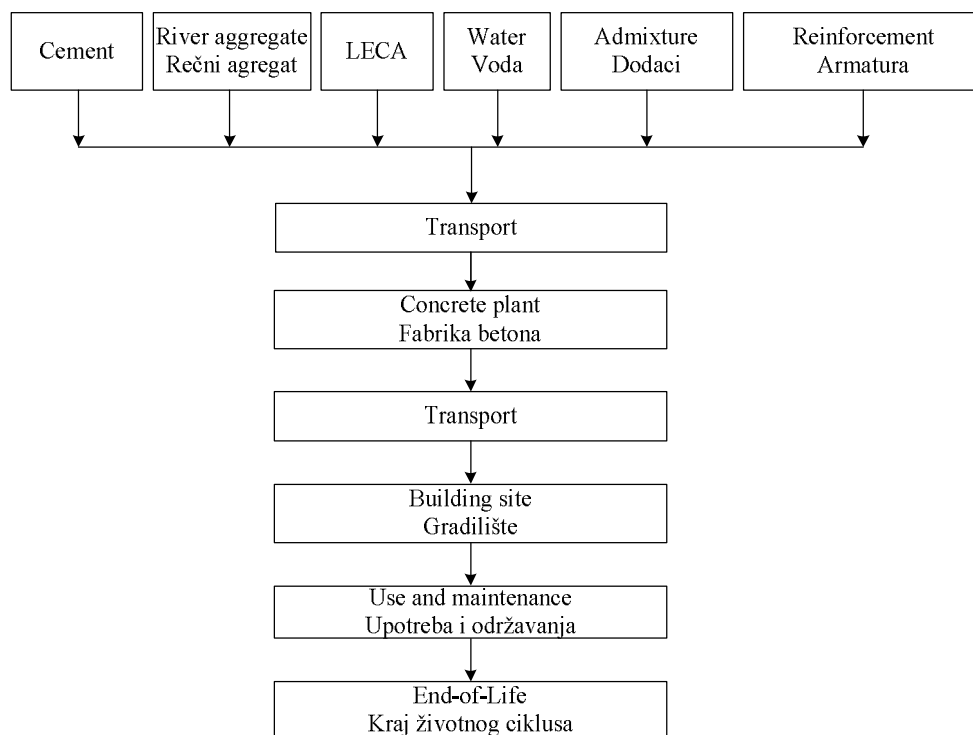 Cement
River aggregate
Rečni agregat
LECA
Water
Voda
Admixture
Dodaci
Reinforcement
Armatura
Transport
Concrete plant
Fabrika betona
Transport
Building site
Gradilište
Use and maintenance
Upotreba i održavanja
End-of-Life
Kraj životnog ciklusa